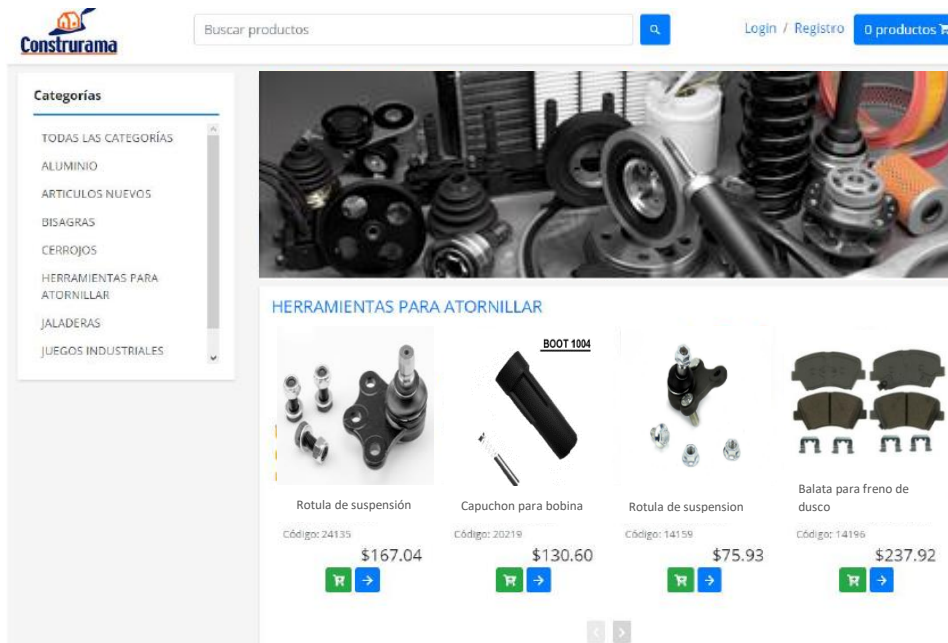 Construrama
Buscar productos
Login / Registro
0 productos
Categorías
TODAS LAS CATEGORÍAS
ALUMINIO
ARTICULOS NUEVOS
BISAGRAS
CERROJOS
HERRAMIENTAS PARA
ATORNILLAR
JALADERAS
JUEGOS INDUSTRIALES
HERRAMIENTAS PARA ATORNILLAR
BOOT 1004
Rotula de suspensión
Capuchon para bobina
Rotula de suspension
Balata para freno de
dusco
Código: 24135
Código: 20219
Código: 14159
Código: 14196
$167.04
$130.60
$75.93
$237.92